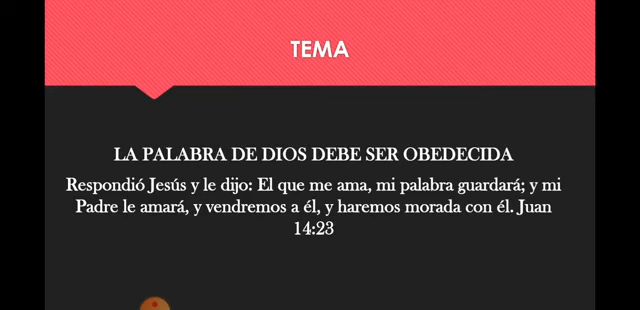 TEMA
LA PALABRA DE DIOS DEBE SER OBEDECIDA
Respondió Jesús y le dijo: El que me ama, mi palabra guardará; y mi
Padre le amará, y vendremos a él, y haremos morada con él. Juan
14:23